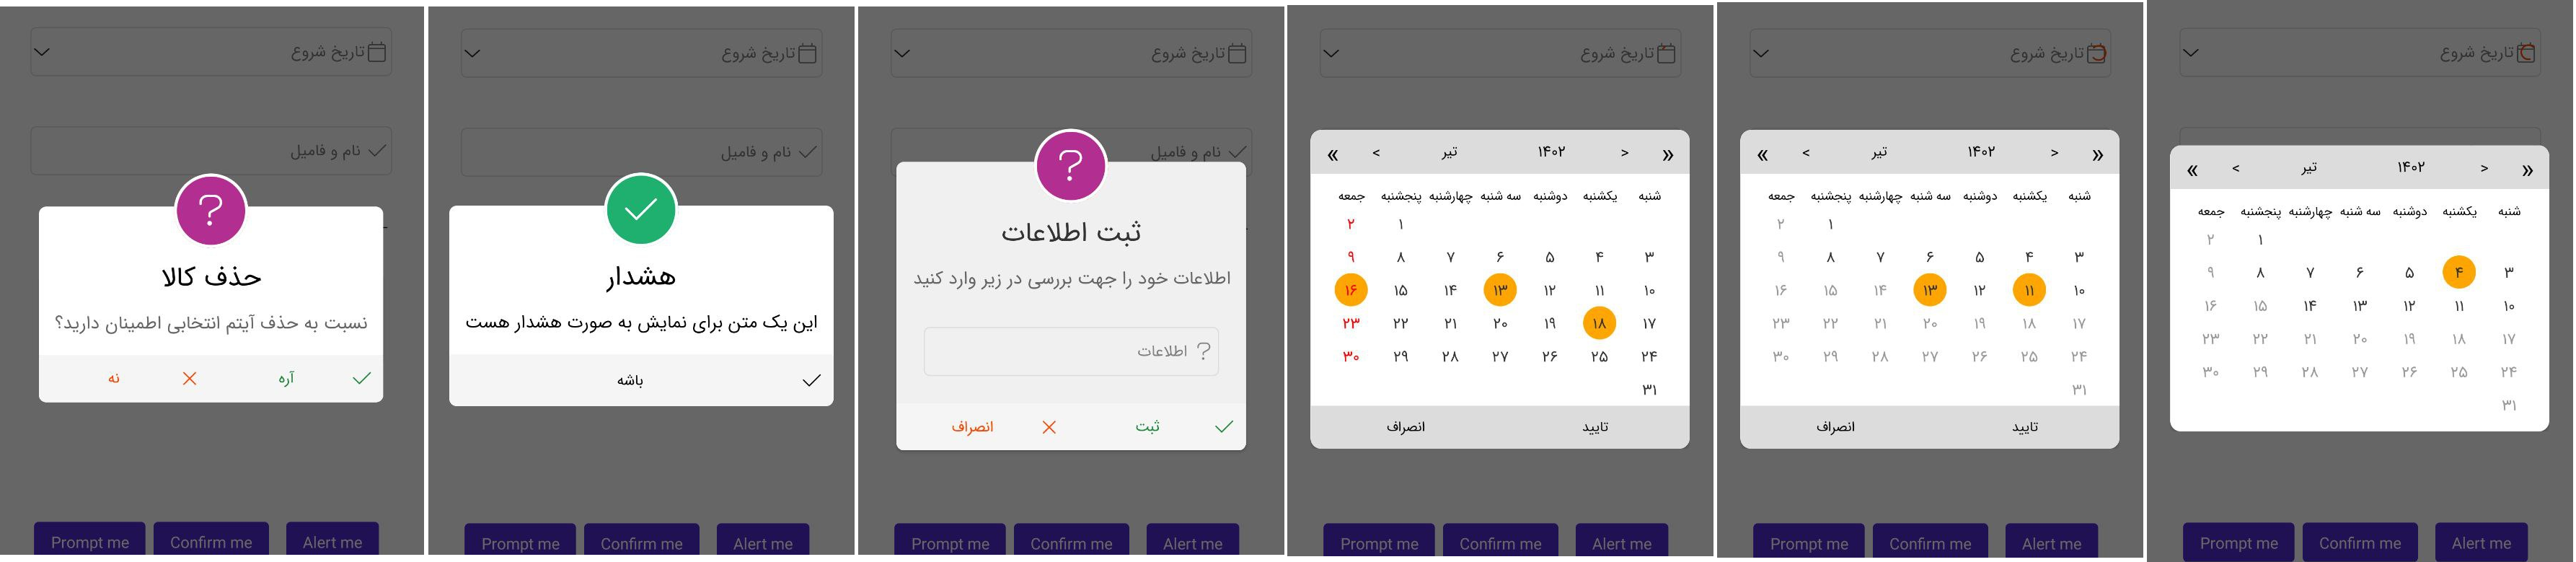 تاریخ شروع
نام و فامیل
?
حذف کالا
نسبت به حذف آیتم انتخابی اطمینان دارید؟
آره نه
Prompt me Confirm me Alert me
تاریخ شروع
نام و فامیل
هشدار
این یک متن برای نمایش به صورت هشدار هست
باشه
Prompt me Confirm me Alert me
تاریخ شروع
نام و فامیل
?
ثبت اطلاعات
اطلاعات خود را جهت بررسی در زیر وارد کنید
? اطلاعات
ثبت انصراف
Prompt me Confirm me Alert me
تاریخ شروع
« > ۱۴۰۲ تیر < »
شنبه یکشنبه دوشنبه سه شنبه چهارشنبه پنجشنبه جمعه
۱ ۲
۳ ۴ ۵ ۶ ۷ ۸ ۹
۱۰ ۱۱ ۱۲ ۱۳ ۱۴ ۱۵ ۱۶
۱۷ ۱۸ ۱۹ ۲۰ ۲۱ ۲۲ ۲۳
۲۴ ۲۵ ۲۶ ۲۷ ۲۸ ۲۹ ۳۰
۳۱
تایید انصراف
Prompt me Confirm me Alert me
تاریخ شروع
« > ۱۴۰۲ تیر < »
شنبه یکشنبه دوشنبه سه شنبه چهارشنبه پنجشنبه جمعه
۱ ۲
۳ ۴ ۵ ۶ ۷ ۸ ۹
۱۰ ۱۱ ۱۲ ۱۳ ۱۴ ۱۵ ۱۶
۱۷ ۱۸ ۱۹ ۲۰ ۲۱ ۲۲ ۲۳
۲۴ ۲۵ ۲۶ ۲۷ ۲۸ ۲۹ ۳۰
۳۱
تایید انصراف
Prompt me Confirm me Alert me
تاریخ شروع
« > ۱۴۰۲ تیر < »
شنبه یکشنبه دوشنبه سه شنبه چهارشنبه پنجشنبه جمعه
۱ ۲
۳ ۴ ۵ ۶ ۷ ۸ ۹
۱۰ ۱۱ ۱۲ ۱۳ ۱۴ ۱۵ ۱۶
۱۷ ۱۸ ۱۹ ۲۰ ۲۱ ۲۲ ۲۳
۲۴ ۲۵ ۲۶ ۲۷ ۲۸ ۲۹ ۳۰
۳۱
Prompt me Confirm me Alert me